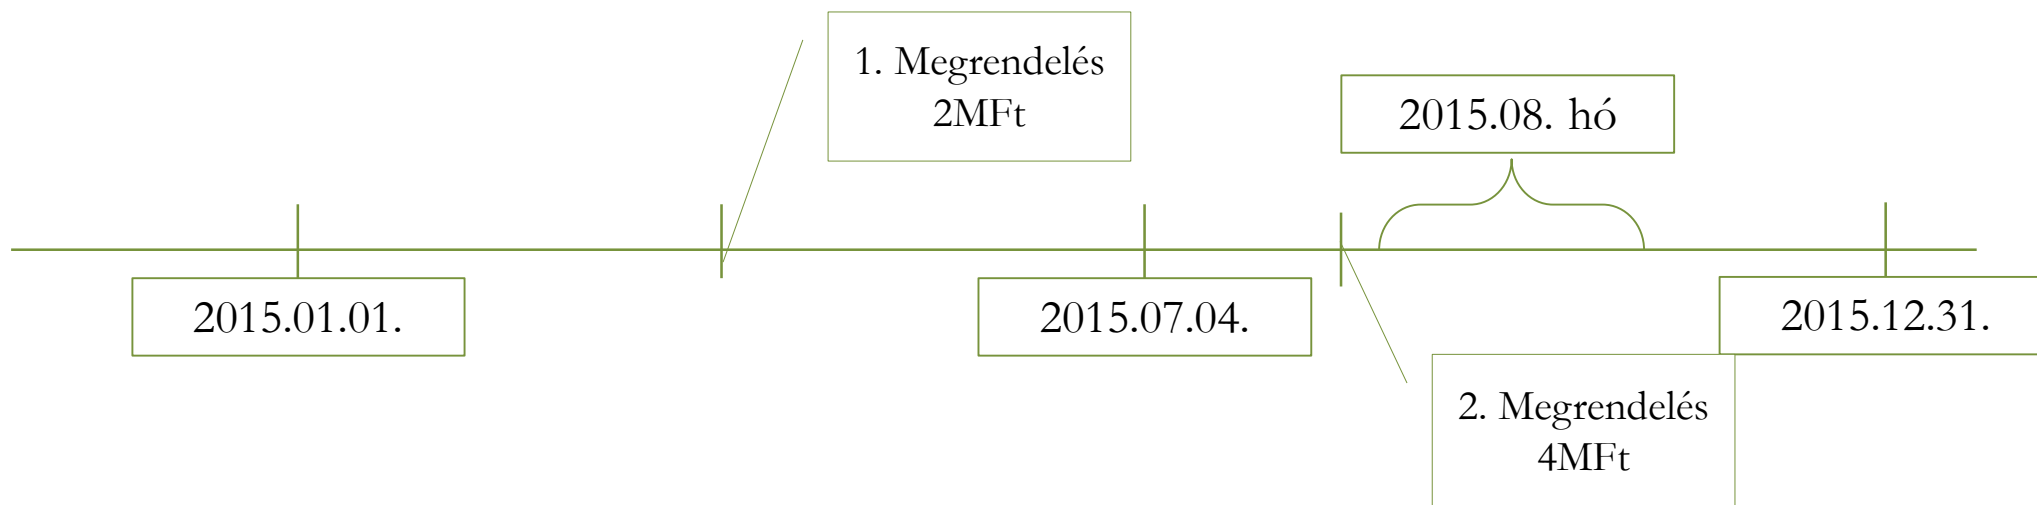 1. Megrendelés
2MFt
2015.08. hó
2015.01.01.
2015.07.04.
2015.12.31.
2. Megrendelés
4MFt